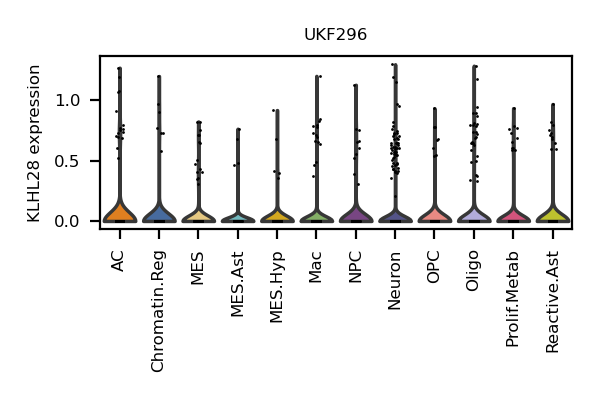 UKF296
KLHL28 expression
1.0
0.5
0.0
AC
Chromatin.Reg
MES
MES.Ast
MES.Hyp
Mac
NPC
Neuron
OPC
Oligo
Prolif.Metab
Reactive.Ast